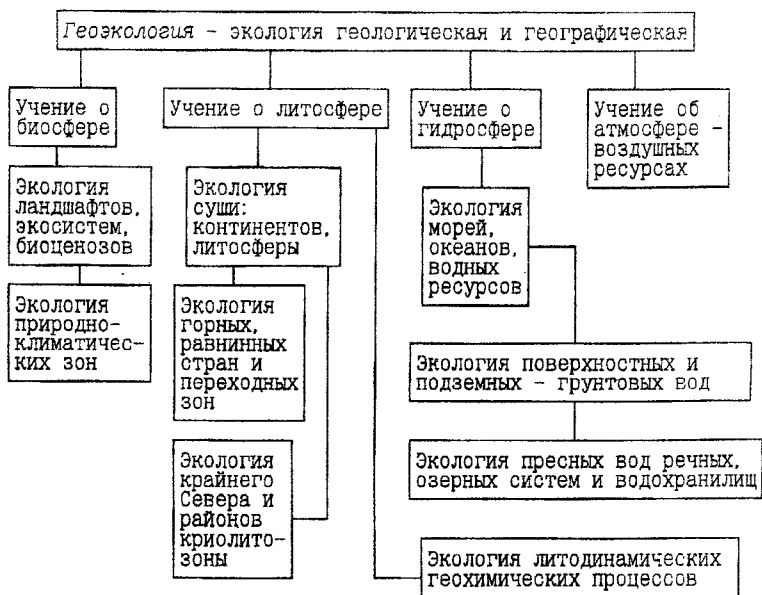 Геоэкология – экология геологическая и географическая
Учение о
биосфере
Учение о литосфере
Учение о
гидросфере
Учение об
атмосфере –
воздушных
ресурсах
Экология
ландшафтов,
экосистем,
биоценозов
Экология
суши:
континентов,
литосферы
Экология
морей,
океанов,
водных
ресурсов
Экология
природно-
климатичес-
ких зон
Экология
горных,
равнинных
стран и
переходных
зон
Экология поверхностных и
подземных – грунтовых вод
Экология
крайнего
Севера и
районов
криолито-
зоны
Экология пресных вод речных,
озерных систем и водохранилищ
Экология литодинамических
геохимических процессов